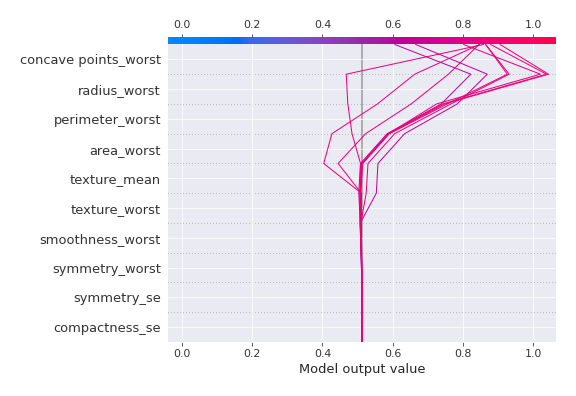 0.0 0.2 0.4 0.6 0.8 1.0
concave points_worst
radius_worst
perimeter_worst
area_worst
texture_mean
texture_worst
smoothness_worst
symmetry_worst
symmetry_se
compactness_se
0.0 0.2 0.4 0.6 0.8 1.0
Model output value